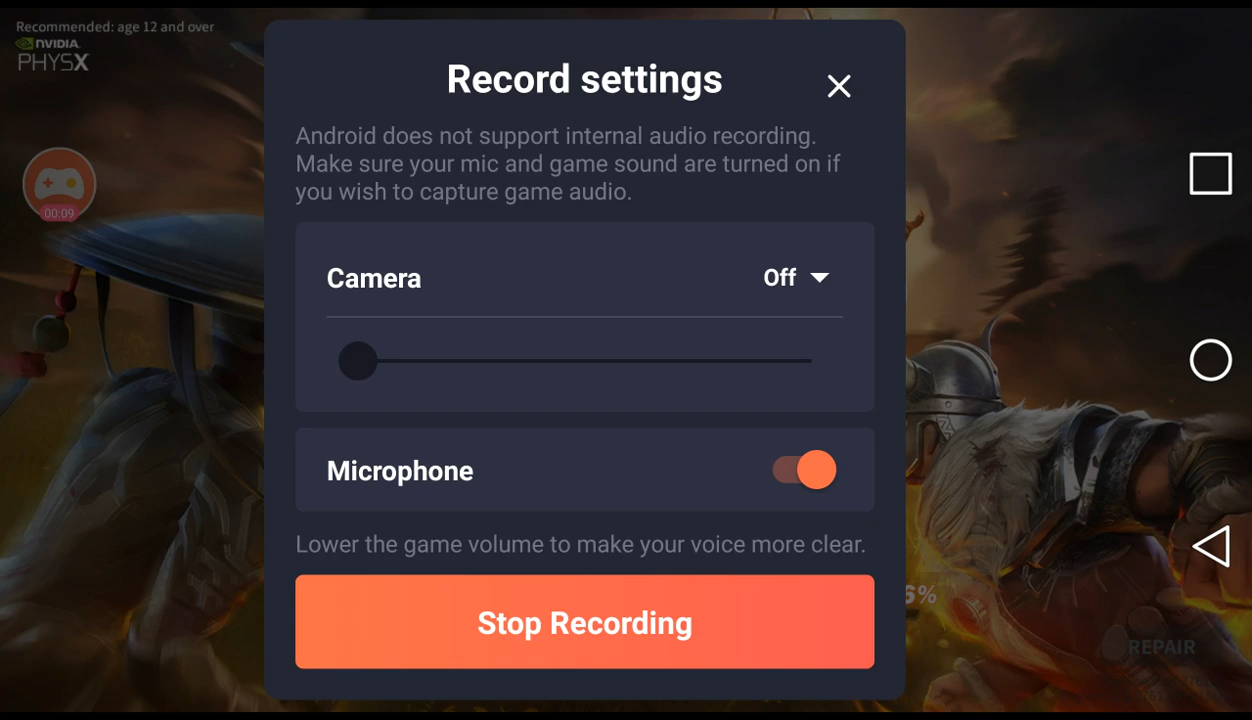 Recommended: age 12 and over
NVIDIA.
PHYSX
00:09
Record settings
Android does not support internal audio recording.
Make sure your mic and game sound are turned on if
you wish to capture game audio.
Camera
Off
Microphone
Lower the game volume to make your voice more clear.
6%
Stop Recording
REPAIR